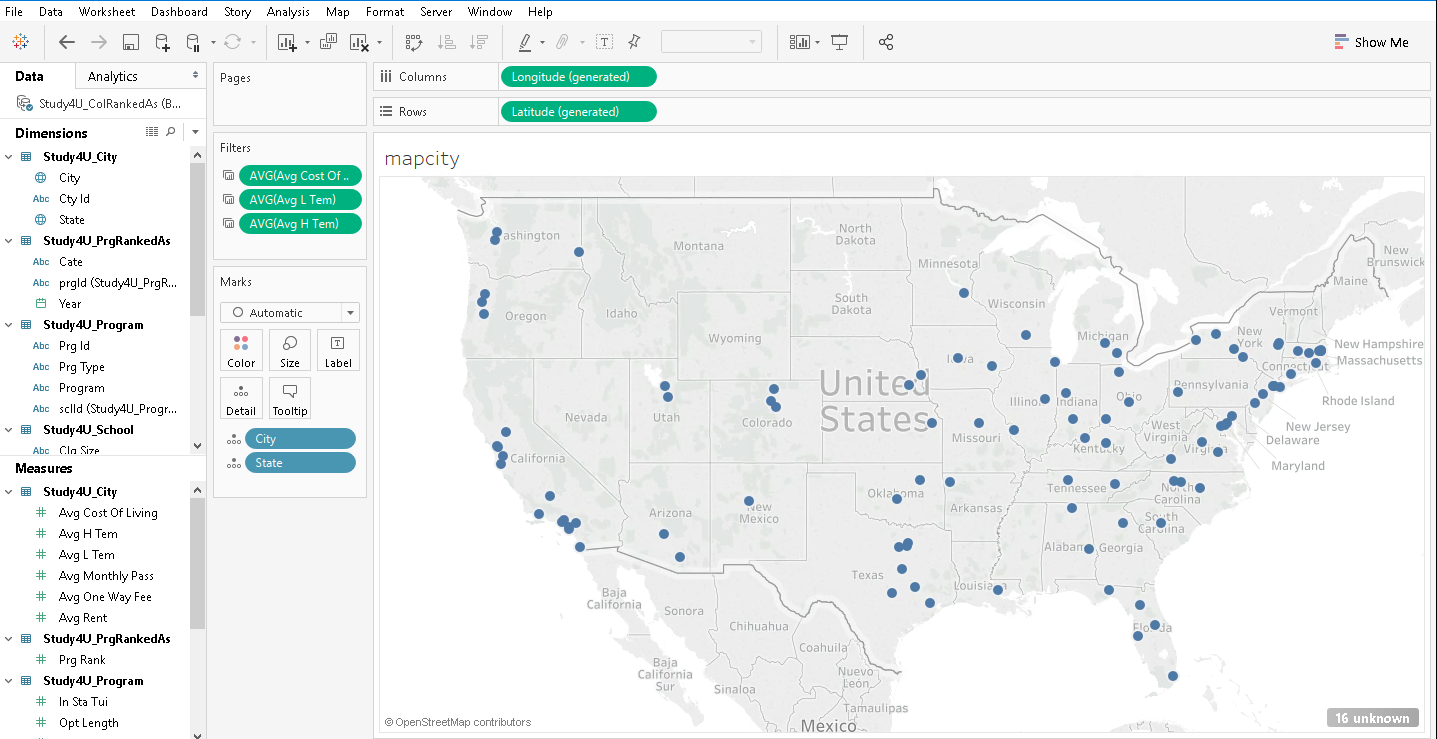 File Data Worksheet Dashboard Story Analysis Map Format Server Window Help
Show Me
Data Analytics
Study4U_ColRankedAs (B...
Dimensions
Study4U_City
City
Abc Cty Id
State
Study4U_PrgRankedAs
Abc Cate
Abc prgId (Study4U_PrgR...
Year
Study4U_Program
Abc Prg Id
Abc Prg Type
Abc Program
Abc sclId (Study4U_Progr...
Study4U_School
Clg Size
Measures
Study4U_City
# Avg Cost Of Living
# Avg H Tem
# Avg L Tem
# Avg Monthly Pass
# Avg One Way Fee
# Avg Rent
Study4U_PrgRankedAs
# Prg Rank
Study4U_Program
# In Sta Tui
# Opt Length
Pages
Filters
AVG(Avg Cost Of ..
AVG(Avg L Tem)
AVG(Avg H Tem)
Marks
Automatic
Color Size Label
Detail Tooltip
City
State
Columns Longitude (generated)
Rows Latitude (generated)
mapcity
Washington
Montana
North
Dakota
Minnesota
New
Brunswick
Maine
Oregon
Idaho
South
Dakota
Wisconsin
Michigan
Vermont
Wyoming
New
York
New Hampshire
Massachusetts
Iowa
Connecticut
Nevada
Utah
Colorado
United
States
Illinois
Indiana
Ohio
Pennsylvania
Rhode Island
New Jersey
Delaware
Maryland
California
Missouri
West
Virginia
Kentucky
Virginia
Arizona
New
Mexico
Oklahoma
Arkansas
Tennessee
North
Carolina
South
Carolina
Alabama
Georgia
Texas
Louisiana
Florida
Baja
California
Sonora
Chihuahua
Coahuila
Baja
California
Sur
Sinaloa
Nuevo
León
Tamaulipas
Mexico
© OpenStreetMap contributors
16 unknown